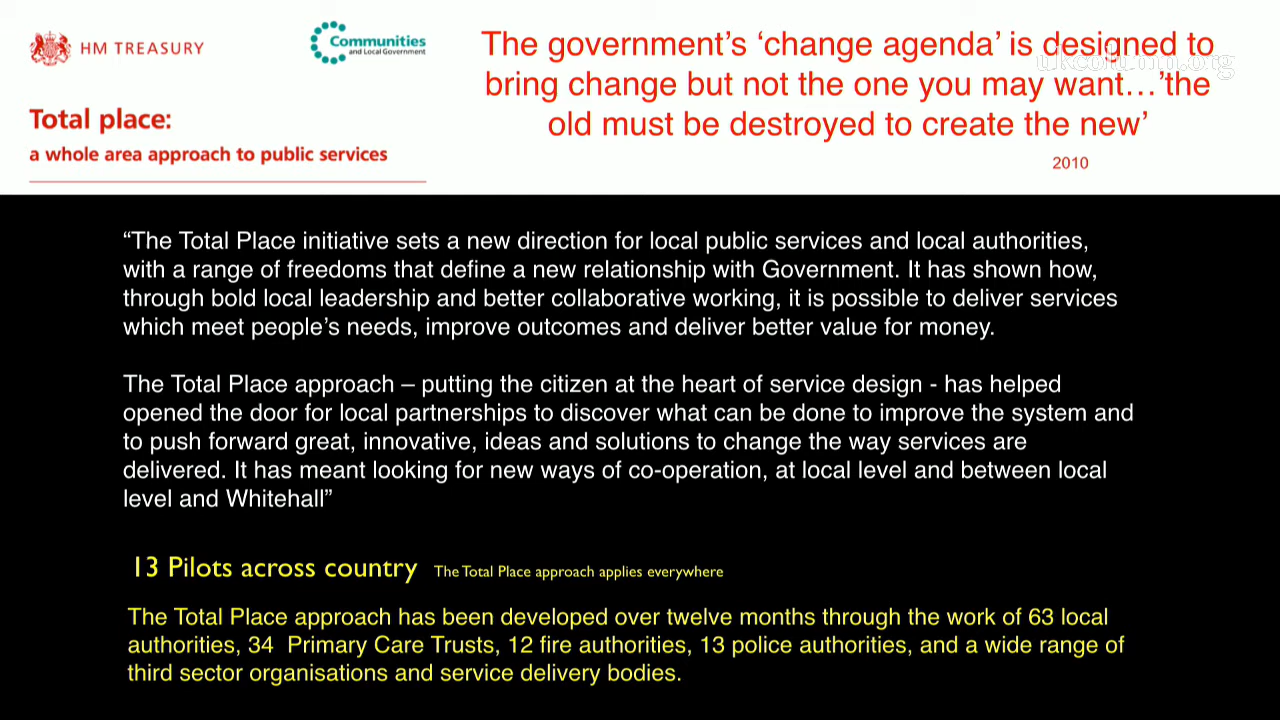 HM TREASURY
Communities
and Local Government
Total place:
a whole area approach to public services
The government’s ‘change agenda’ is designed to
bring change but not the one you may want…’the
old must be destroyed to create the new’
2010
ukcolumn.org
“The Total Place initiative sets a new direction for local public services and local authorities,
with a range of freedoms that define a new relationship with Government. It has shown how,
through bold local leadership and better collaborative working, it is possible to deliver services
which meet people’s needs, improve outcomes and deliver better value for money.
The Total Place approach – putting the citizen at the heart of service design - has helped
opened the door for local partnerships to discover what can be done to improve the system and
to push forward great, innovative, ideas and solutions to change the way services are
delivered. It has meant looking for new ways of co-operation, at local level and between local
level and Whitehall”
13 Pilots across country The Total Place approach applies everywhere
The Total Place approach has been developed over twelve months through the work of 63 local
authorities, 34 Primary Care Trusts, 12 fire authorities, 13 police authorities, and a wide range of
third sector organisations and service delivery bodies.